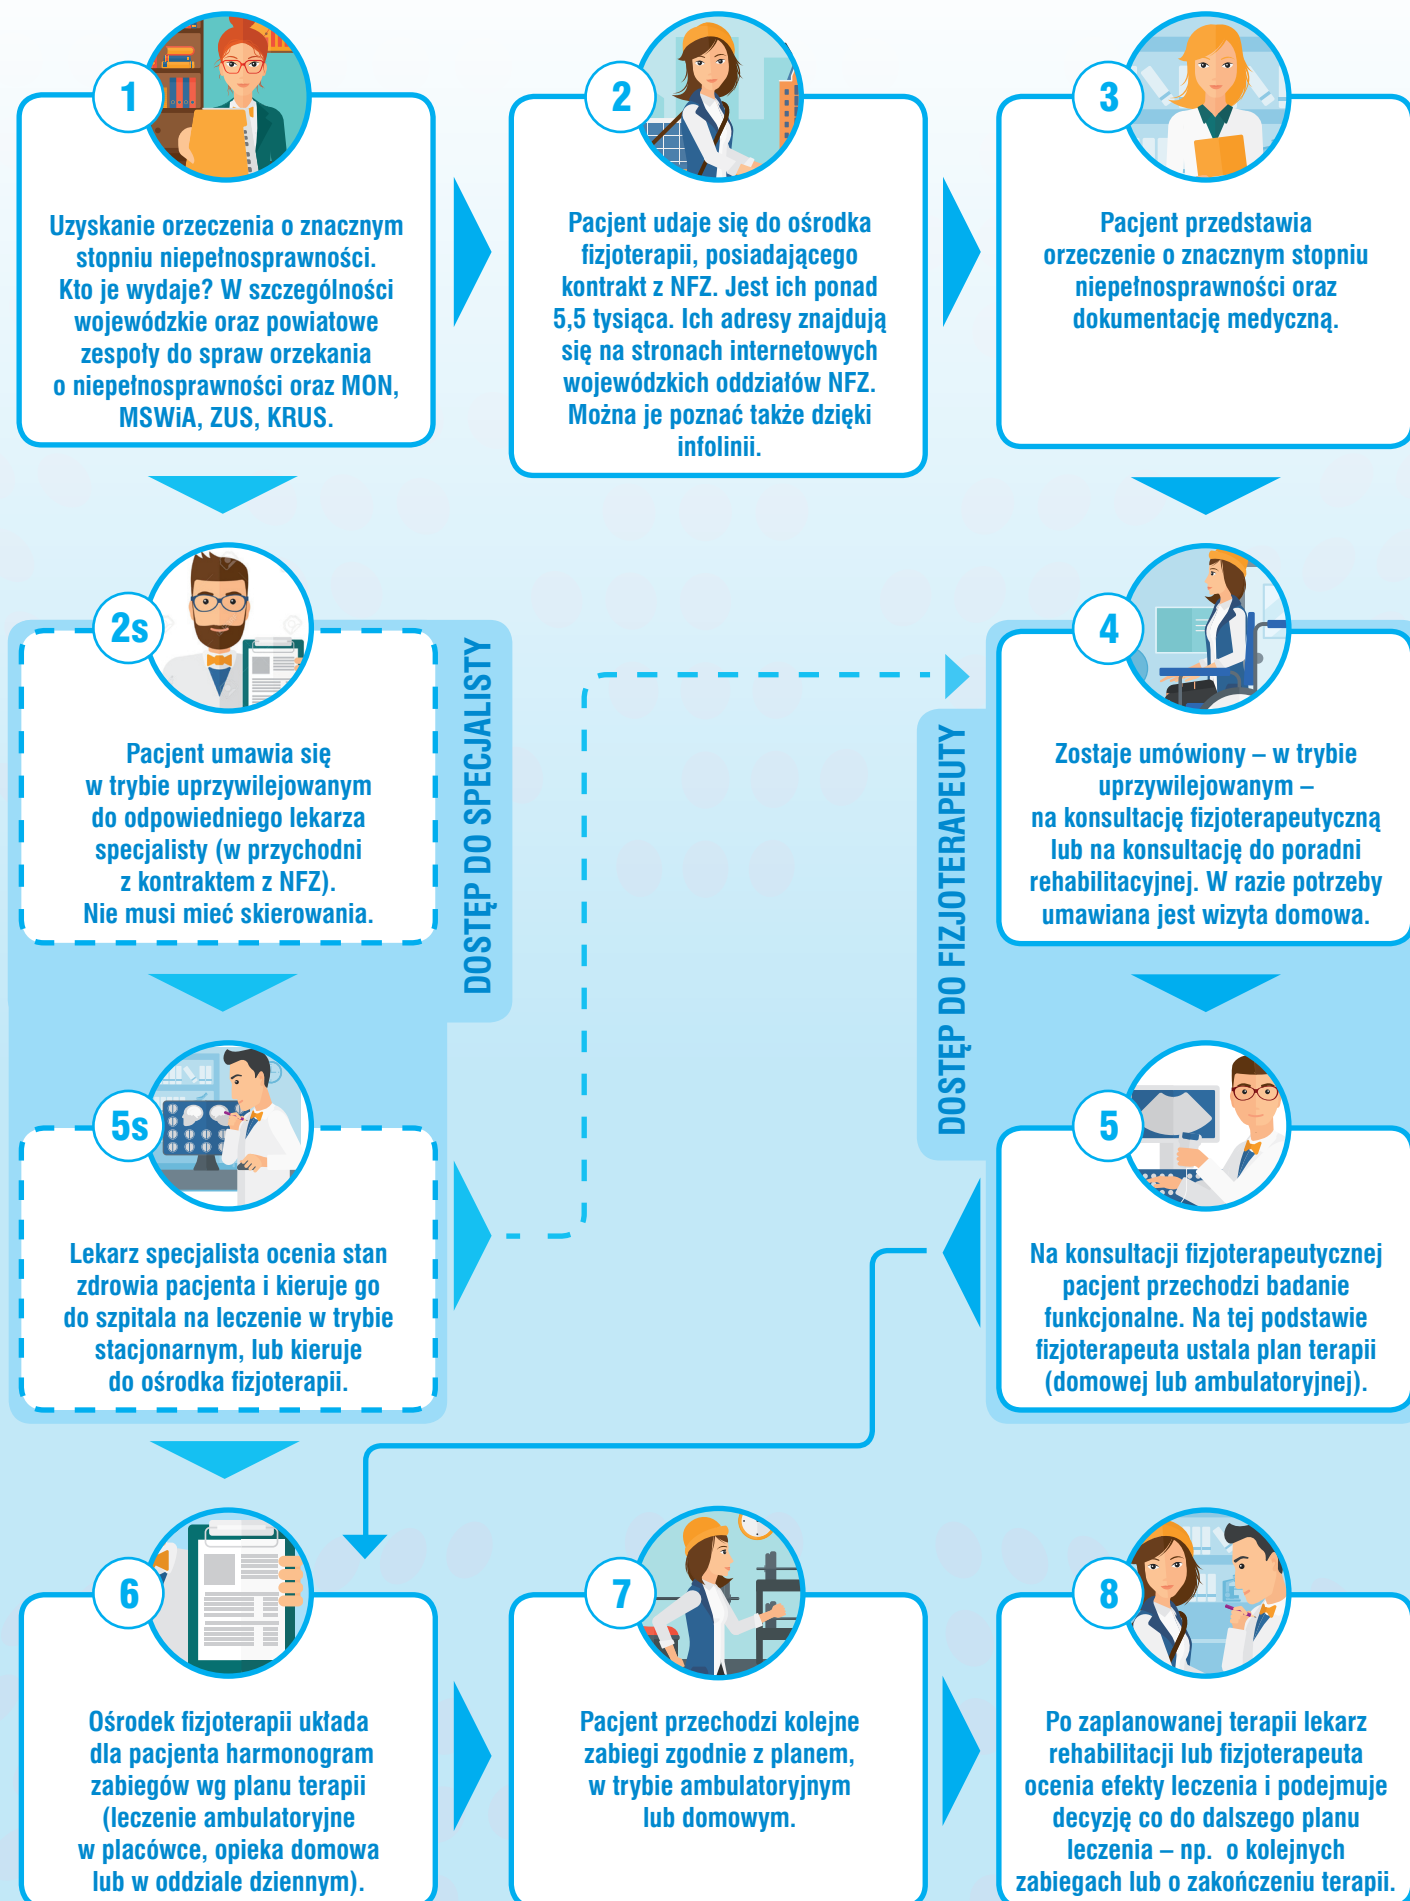 1
Uzyskanie orzeczenia o znacznym
stopniu niepełnosprawności.
Kto je wydaje? W szczególności
wojewódzkie oraz powiatowe
zespoły do spraw orzekania
o niepełnosprawności oraz MON,
MSWiA, ZUS, KRUS.
2
Pacjent udaje się do ośrodka
fizjoterapii, posiadającego
kontrakt z NFZ. Jest ich ponad
5,5 tysiąca. Ich adresy znajdują
się na stronach internetowych
wojewódzkich oddziałów NFZ.
Można je poznać także dzięki
infolinii.
3
Pacjent przedstawia
orzeczenie o znacznym stopniu
niepełnosprawności oraz
dokumentację medyczną.
2s
Pacjent umawia się
w trybie uprzywilejowanym
do odpowiedniego lekarza
specjalisty (w przychodni
z kontraktem z NFZ).
Nie musi mieć skierowania.
DOSTĘP DO SPECJALISTY
DOSTĘP DO FIZJOTERAPEUTY
4
Zostaje umówiony – w trybie
uprzywilejowanym –
na konsultację fizjoterapeutyczną
lub na konsultację do poradni
rehabilitacyjnej. W razie potrzeby
umawiana jest wizyta domowa.
5s
Lekarz specjalista ocenia stan
zdrowia pacjenta i kieruje go
do szpitala na leczenie w trybie
stacjonarnym, lub kieruje
do ośrodka fizjoterapii.
5
Na konsultacji fizjoterapeutycznej
pacjent przechodzi badanie
funkcjonalne. Na tej podstawie
fizjoterapeuta ustala plan terapii
(domowej lub ambulatoryjnej).
6
Ośrodek fizjoterapii układa
dla pacjenta harmonogram
zabiegów wg planu terapii
(leczenie ambulatoryjne
w placówce, opieka domowa
lub w oddziale dziennym).
7
Pacjent przechodzi kolejne
zabiegi zgodnie z planem,
w trybie ambulatoryjnym
lub domowym.
8
Po zaplanowanej terapii lekarz
rehabilitacji lub fizjoterapeuta
ocenia efekty leczenia i podejmuje
decyzję co do dalszego planu
leczenia – np. o kolejnych
zabiegach lub o zakończeniu terapii.